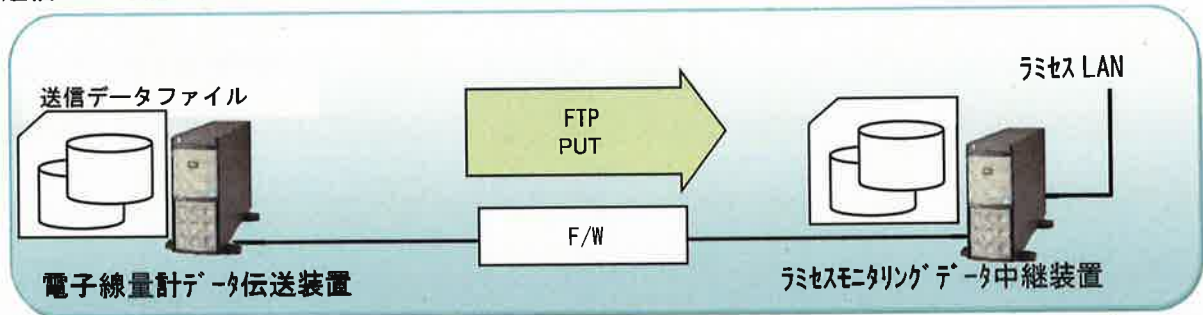 送信データファイル
FTP
PUT
ﾗﾐｾｽ LAN
F/W
電子線量計ﾃﾞｰﾀ伝送装置
ﾗﾐｾｽﾓﾆﾀﾘﾝｸﾞﾃﾞｰﾀ中継装置